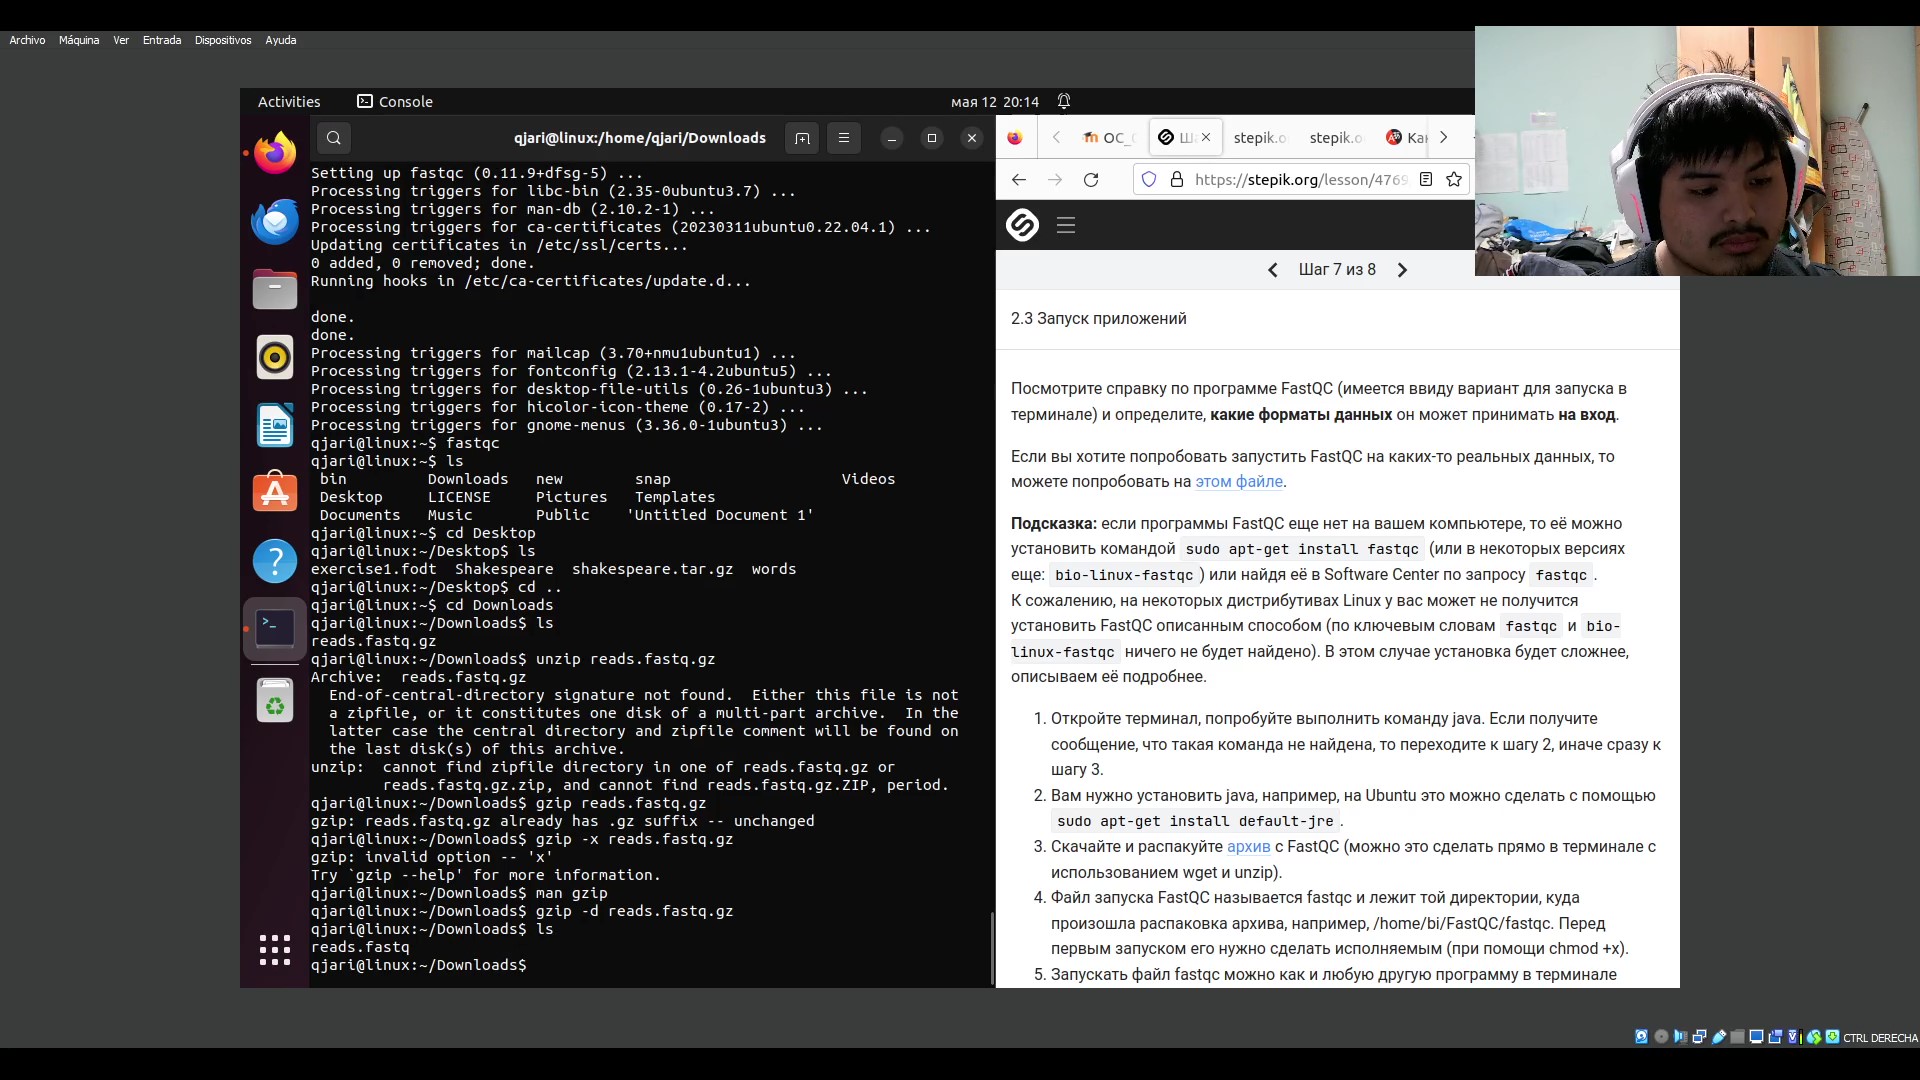 Archivo Máquina Ver Entrada Dispositivos Ayuda
Activities Console мая 12 20:14
qjari@linux:/home/qjari/Downloads
Setting up fastqc (0.11.9+dfsg-5) ...
Processing triggers for libc-bin (2.35-0ubuntu3.7) ...
Processing triggers for man-db (2.10.2-1) ...
Processing triggers for ca-certificates (20230311ubuntu0.22.04.1) ...
Updating certificates in /etc/ssl/certs...
0 added, 0 removed; done.
Running hooks in /etc/ca-certificates/update.d...
done.
done.
Processing triggers for mailcap (3.70+nmu1ubuntu1) ...
Processing triggers for fontconfig (2.13.1-4.2ubuntu5) ...
Processing triggers for desktop-file-utils (0.26-1ubuntu3) ...
Processing triggers for hicolor-icon-theme (0.17-2) ...
Processing triggers for gnome-menus (3.36.0-1ubuntu3) ...
qjari@linux:~$ fastqc
qjari@linux:~$ ls
bin Downloads new snap Videos
Desktop LICENSE Pictures Templates
Documents Music Public 'Untitled Document 1'
qjari@linux:~$ cd Desktop
qjari@linux:~/Desktop$ ls
exercise1.fodt Shakespeare shakespeare.tar.gz words
qjari@linux:~/Desktop$ cd ..
qjari@linux:~$ cd Downloads
qjari@linux:~/Downloads$ ls
reads.fastq.gz
qjari@linux:~/Downloads$ unzip reads.fastq.gz
Archive: reads.fastq.gz
End-of-central-directory signature not found. Either this file is not
a zipfile, or it constitutes one disk of a multi-part archive. In the
latter case the central directory and zipfile comment will be found on
the last disk(s) of this archive.
unzip: cannot find zipfile directory in one of reads.fastq.gz or
reads.fastq.gz.zip, and cannot find reads.fastq.gz.ZIP, period.
qjari@linux:~/Downloads$ gzip reads.fastq.gz
gzip: reads.fastq.gz already has .gz suffix -- unchanged
qjari@linux:~/Downloads$ gzip -x reads.fastq.gz
gzip: invalid option -- 'x'
Try `gzip --help' for more information.
qjari@linux:~/Downloads$ man gzip
qjari@linux:~/Downloads$ gzip -d reads.fastq.gz
qjari@linux:~/Downloads$ ls
reads.fastq
qjari@linux:~/Downloads$
OC_ Ша stepik.o stepik.o Как
https://stepik.org/lesson/4769
Шаг 7 из 8
2.3 Запуск приложений
Посмотрите справку по программе FastQC (имеется ввиду вариант для запуска в
терминале) и определите, какие форматы данных он может принимать на вход.
Если вы хотите попробовать запустить FastQC на каких-то реальных данных, то
можете попробовать на этом файле.
Подсказка: если программы FastQC еще нет на вашем компьютере, то её можно
установить командой sudo apt-get install fastqc (или в некоторых версиях
еще: bio-linux-fastqc) или найдя её в Software Center по запросу fastqc.
К сожалению, на некоторых дистрибутивах Linux у вас может не получится
установить FastQC описанным способом (по ключевым словам fastqc и bio-
linux-fastqc ничего не будет найдено). В этом случае установка будет сложнее,
описываем её подробнее.
1. Откройте терминал, попробуйте выполнить команду java. Если получите
сообщение, что такая команда не найдена, то переходите к шагу 2, иначе сразу к
шагу 3.
2. Вам нужно установить java, например, на Ubuntu это можно сделать с помощью
sudo apt-get install default-jre.
3. Скачайте и распакуйте архив с FastQC (можно это сделать прямо в терминале с
использованием wget и unzip).
4. Файл запуска FastQC называется fastqc и лежит той директории, куда
произошла распаковка архива, например, /home/bi/FastQC/fastqc. Перед
первым запуском его нужно сделать исполняемым (при помощи chmod +x).
5. Запускать файл fastqc можно как и любую другую программу в терминале
CTRL DERECHA